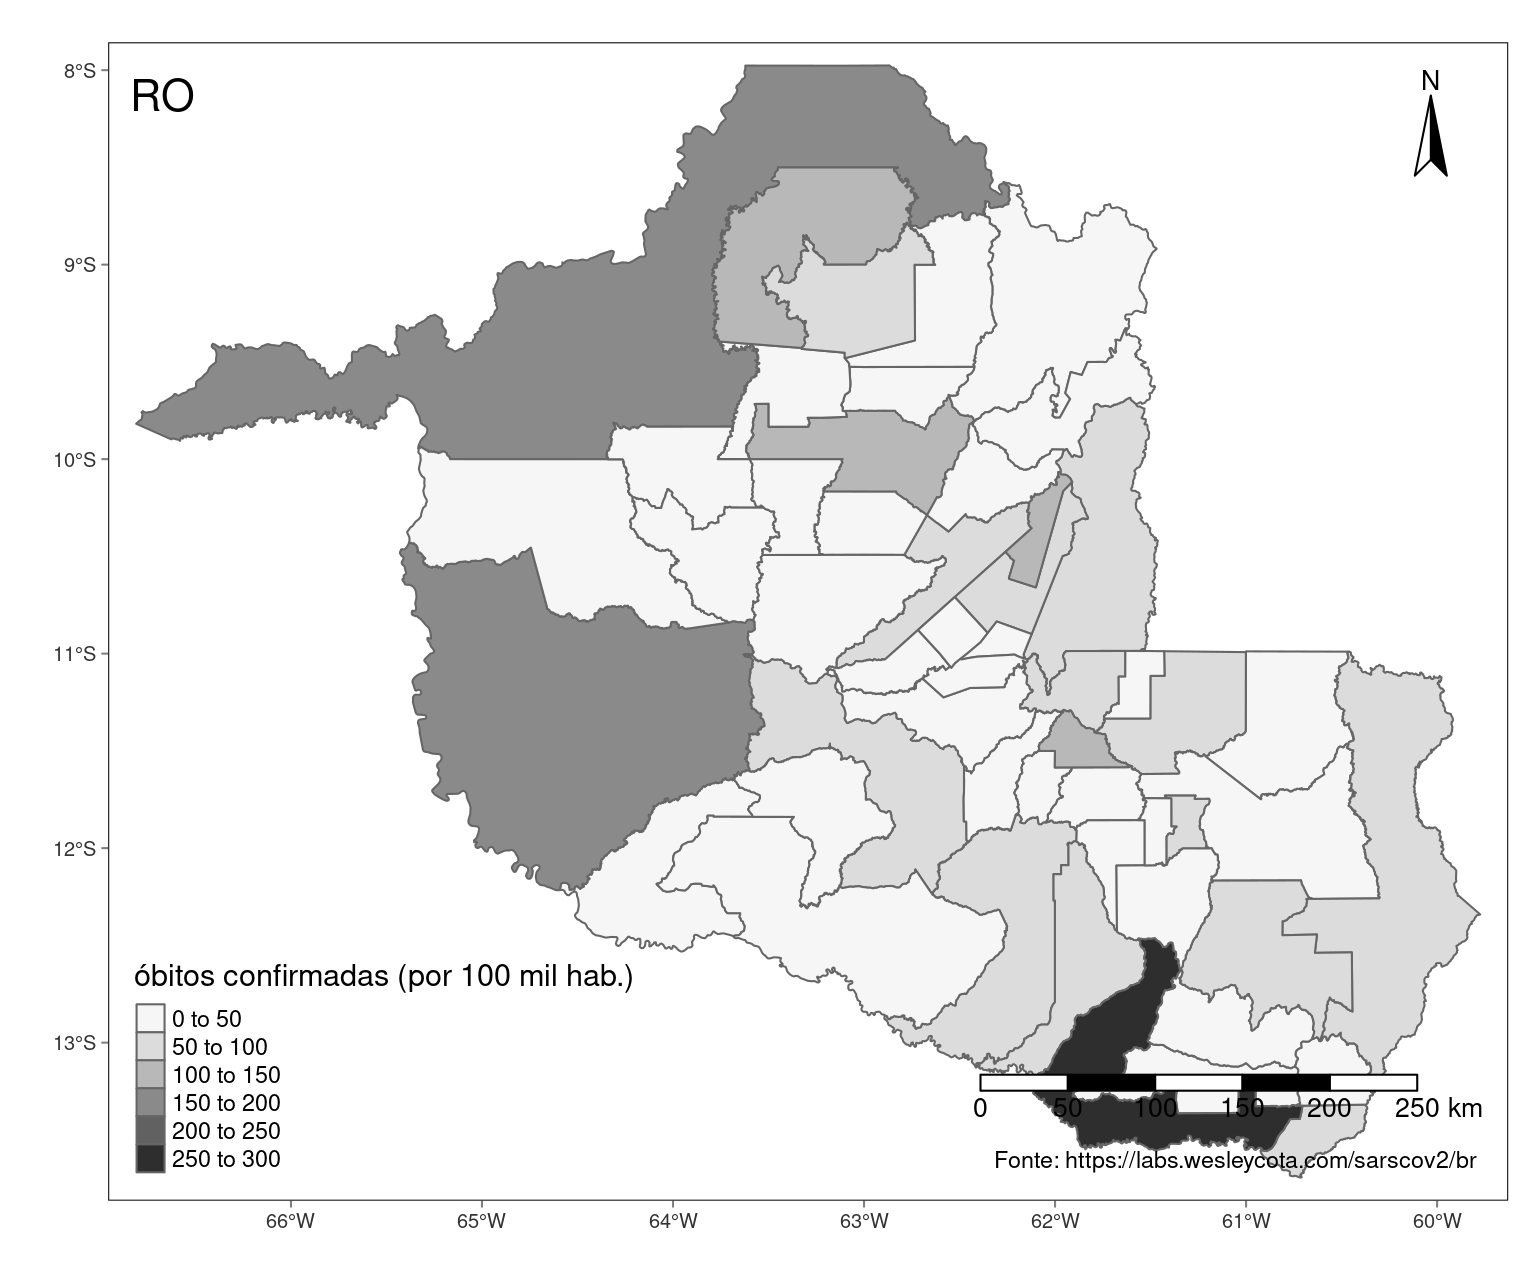 RO
N
8°S
9°S
10°S
11°S
12°S
13°S
óbitos confirmadas (por 100 mil hab.)
0 to 50
50 to 100
100 to 150
150 to 200
200 to 250
250 to 300
0 50 100 150 200 250 km
Fonte: https://labs.wesleycota.com/sarscov2/br
66°W 65°W 64°W 63°W 62°W 61°W 60°W